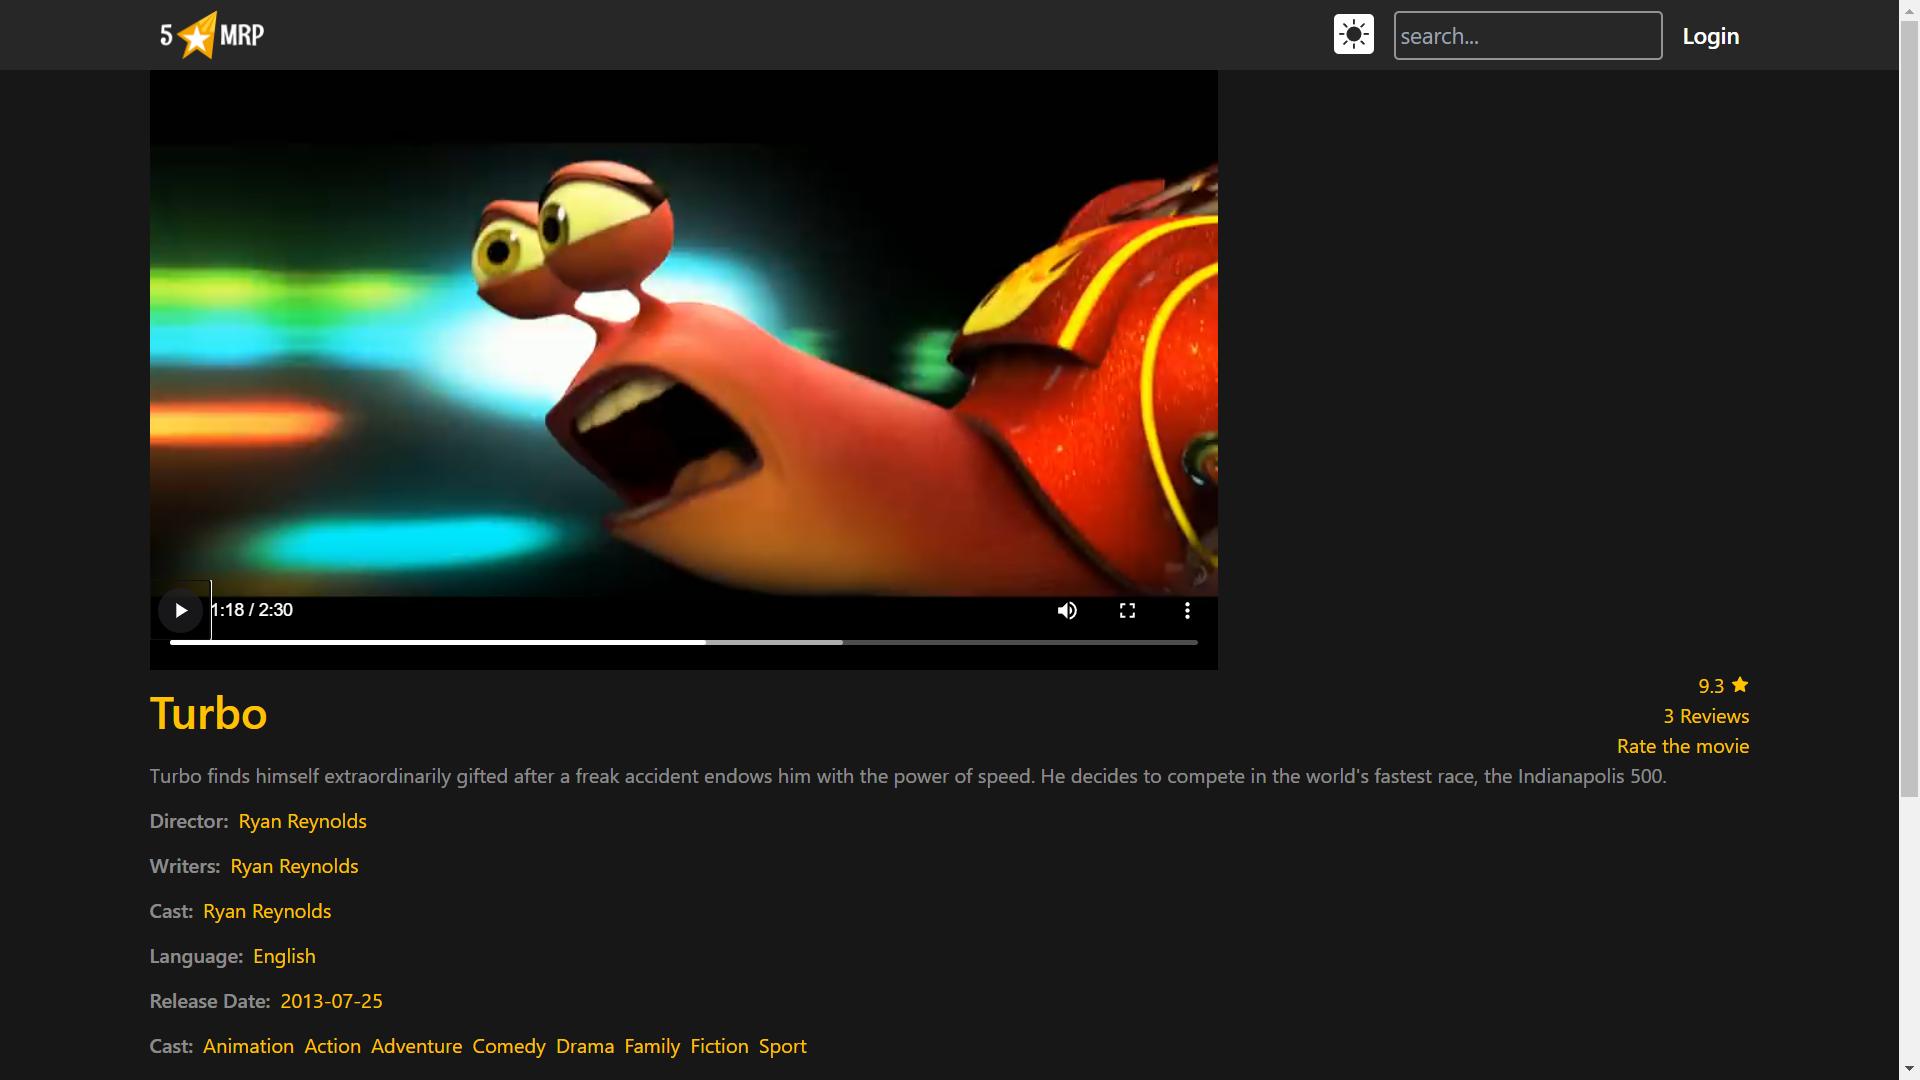 5 MRP
search...
Login
1:18 / 2:30
9.3
Turbo
3 Reviews
Rate the movie
Turbo finds himself extraordinarily gifted after a freak accident endows him with the power of speed. He decides to compete in the world's fastest race, the Indianapolis 500.
Director: Ryan Reynolds
Writers: Ryan Reynolds
Cast: Ryan Reynolds
Language: English
Release Date: 2013-07-25
Cast: Animation Action Adventure Comedy Drama Family Fiction Sport